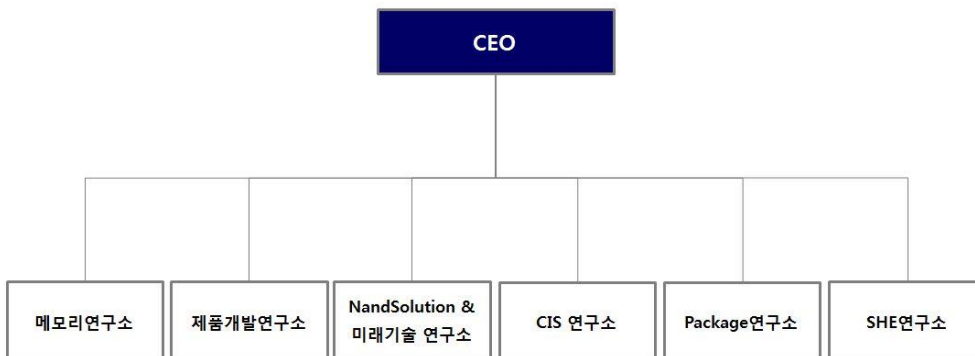 CEO
메모리연구소
제품개발연구소
NandSolution &
미래기술 연구소
CIS 연구소
Package연구소
SHE연구소